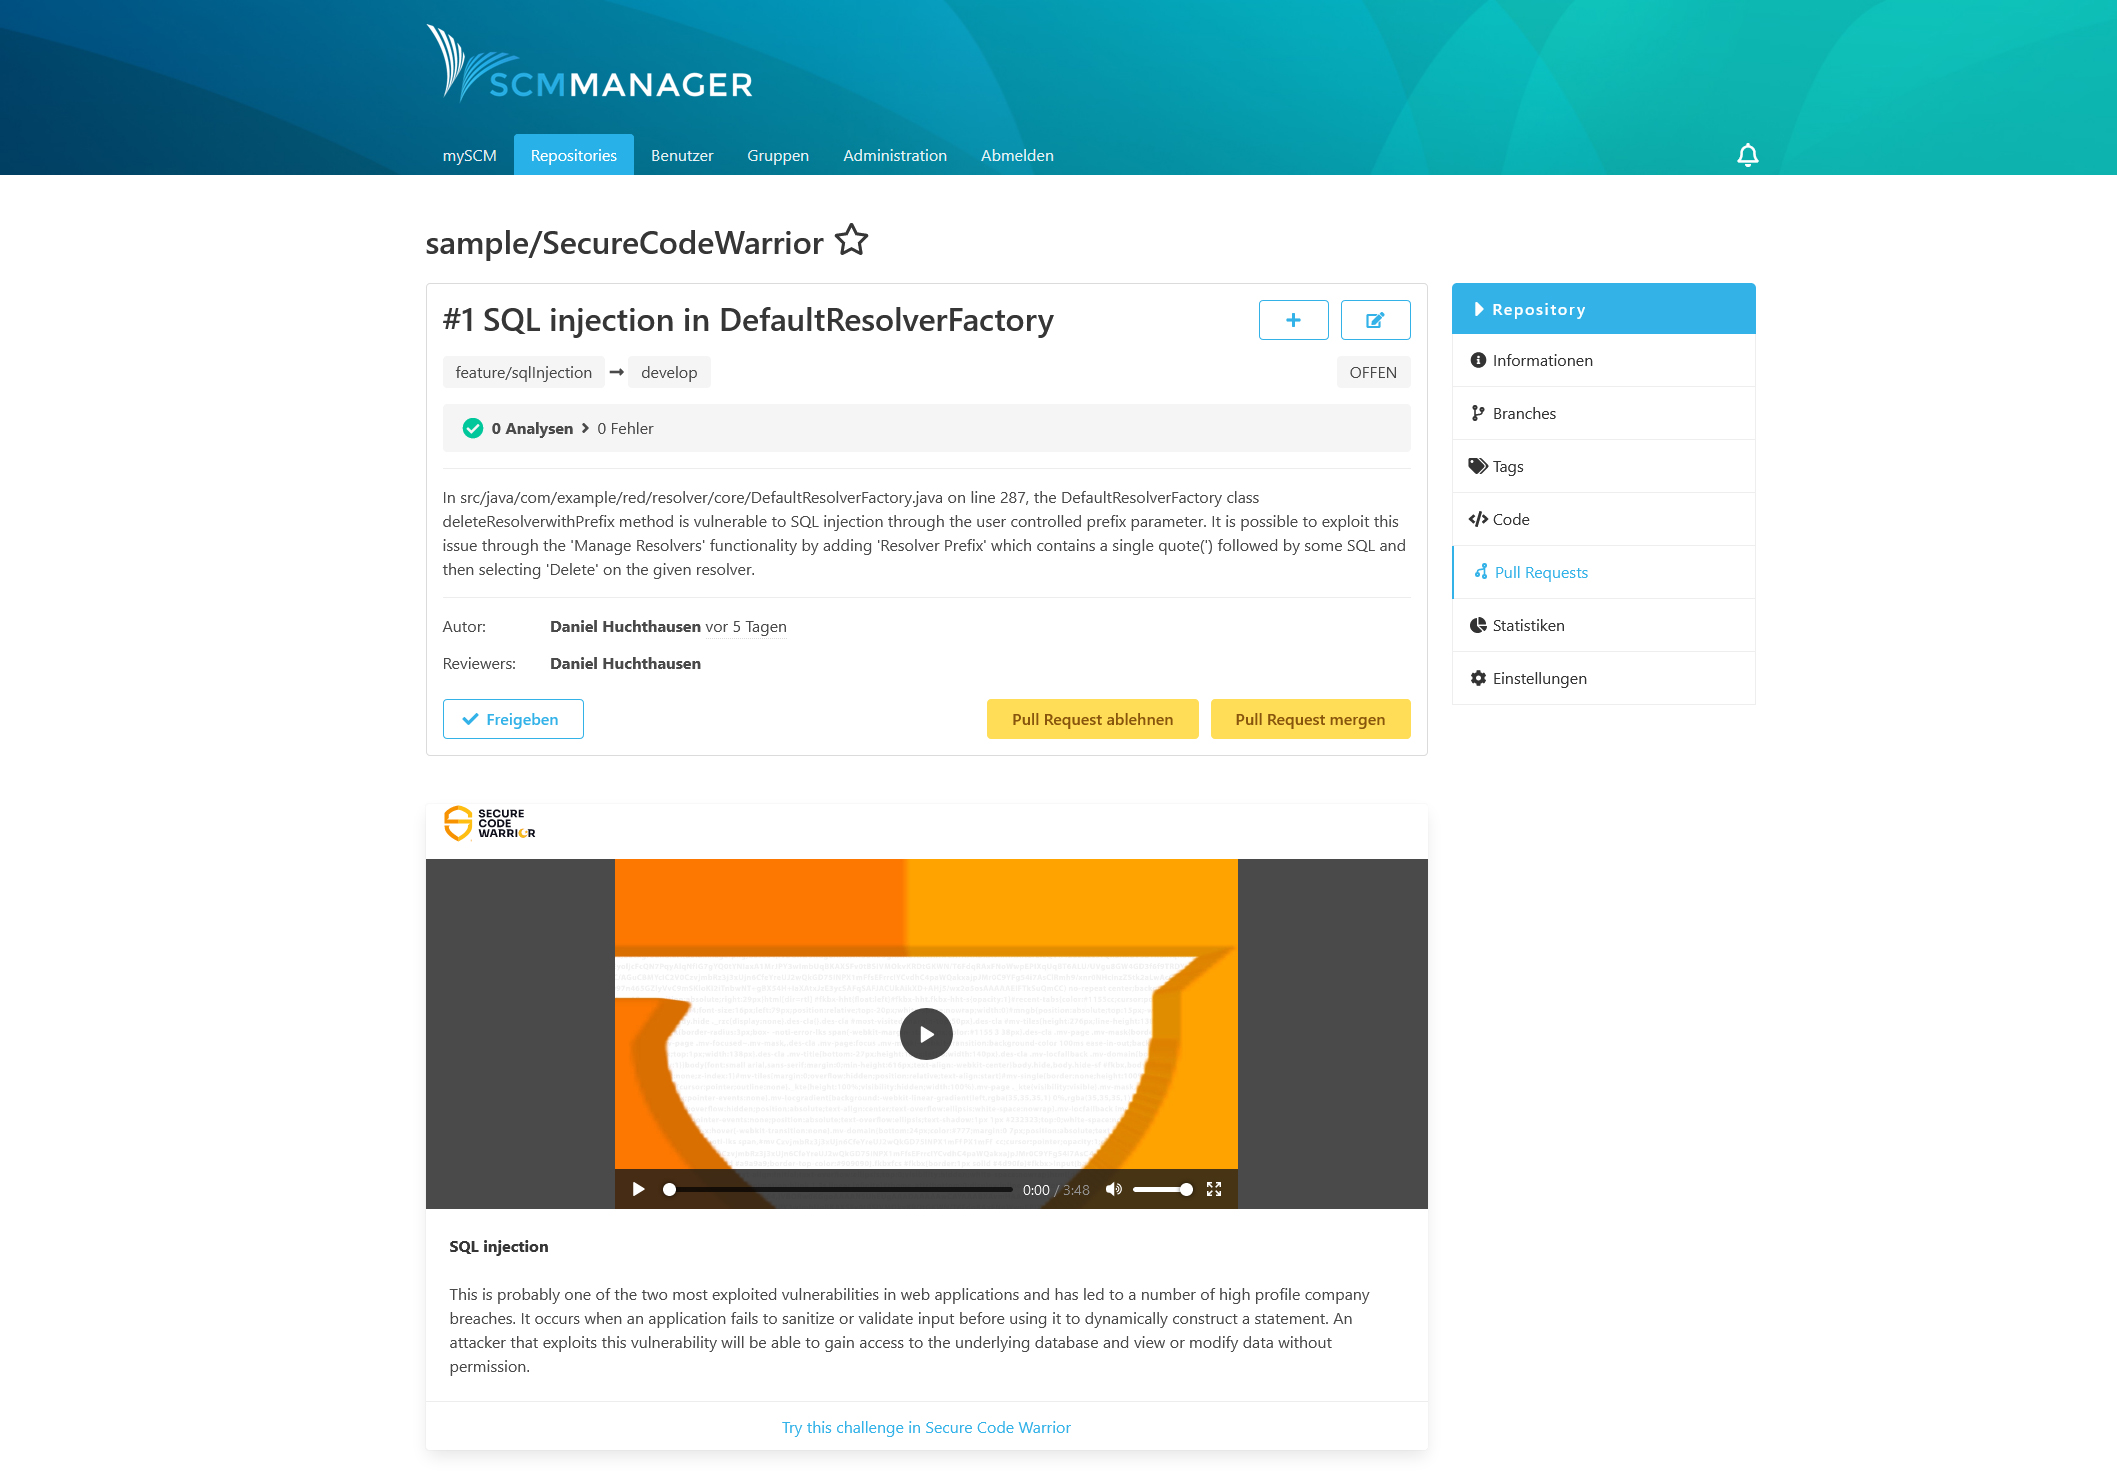 SCMMANAGER
mySCM
Repositories
Benutzer
Gruppen
Administration
Abmelden
sample/SecureCodeWarrior
#1 SQL injection in DefaultResolverFactory
feature/sqlInjection
develop
OFFEN
0 Analysen
0 Fehler
In src/java/com/example/red/resolver/core/DefaultResolverFactory.java on line 287, the DefaultResolverFactory class
deleteResolverwithPrefix method is vulnerable to SQL injection through the user controlled prefix parameter. It is possible to exploit this
issue through the 'Manage Resolvers' functionality by adding 'Resolver Prefix' which contains a single quote(') followed by some SQL and
then selecting 'Delete' on the given resolver.
Autor: Daniel Huchthausen vor 5 Tagen
Reviewers: Daniel Huchthausen
Freigeben
Pull Request ablehnen
Pull Request mergen
Repository
Informationen
Branches
Tags
Code
Pull Requests
Statistiken
Einstellungen
SECURE
CODE
WARRIOR
0:00 / 3:48
SQL injection
This is probably one of the two most exploited vulnerabilities in web applications and has led to a number of high profile company
breaches. It occurs when an application fails to sanitize or validate input before using it to dynamically construct a statement. An
attacker that exploits this vulnerability will be able to gain access to the underlying database and view or modify data without
permission.
Try this challenge in Secure Code Warrior